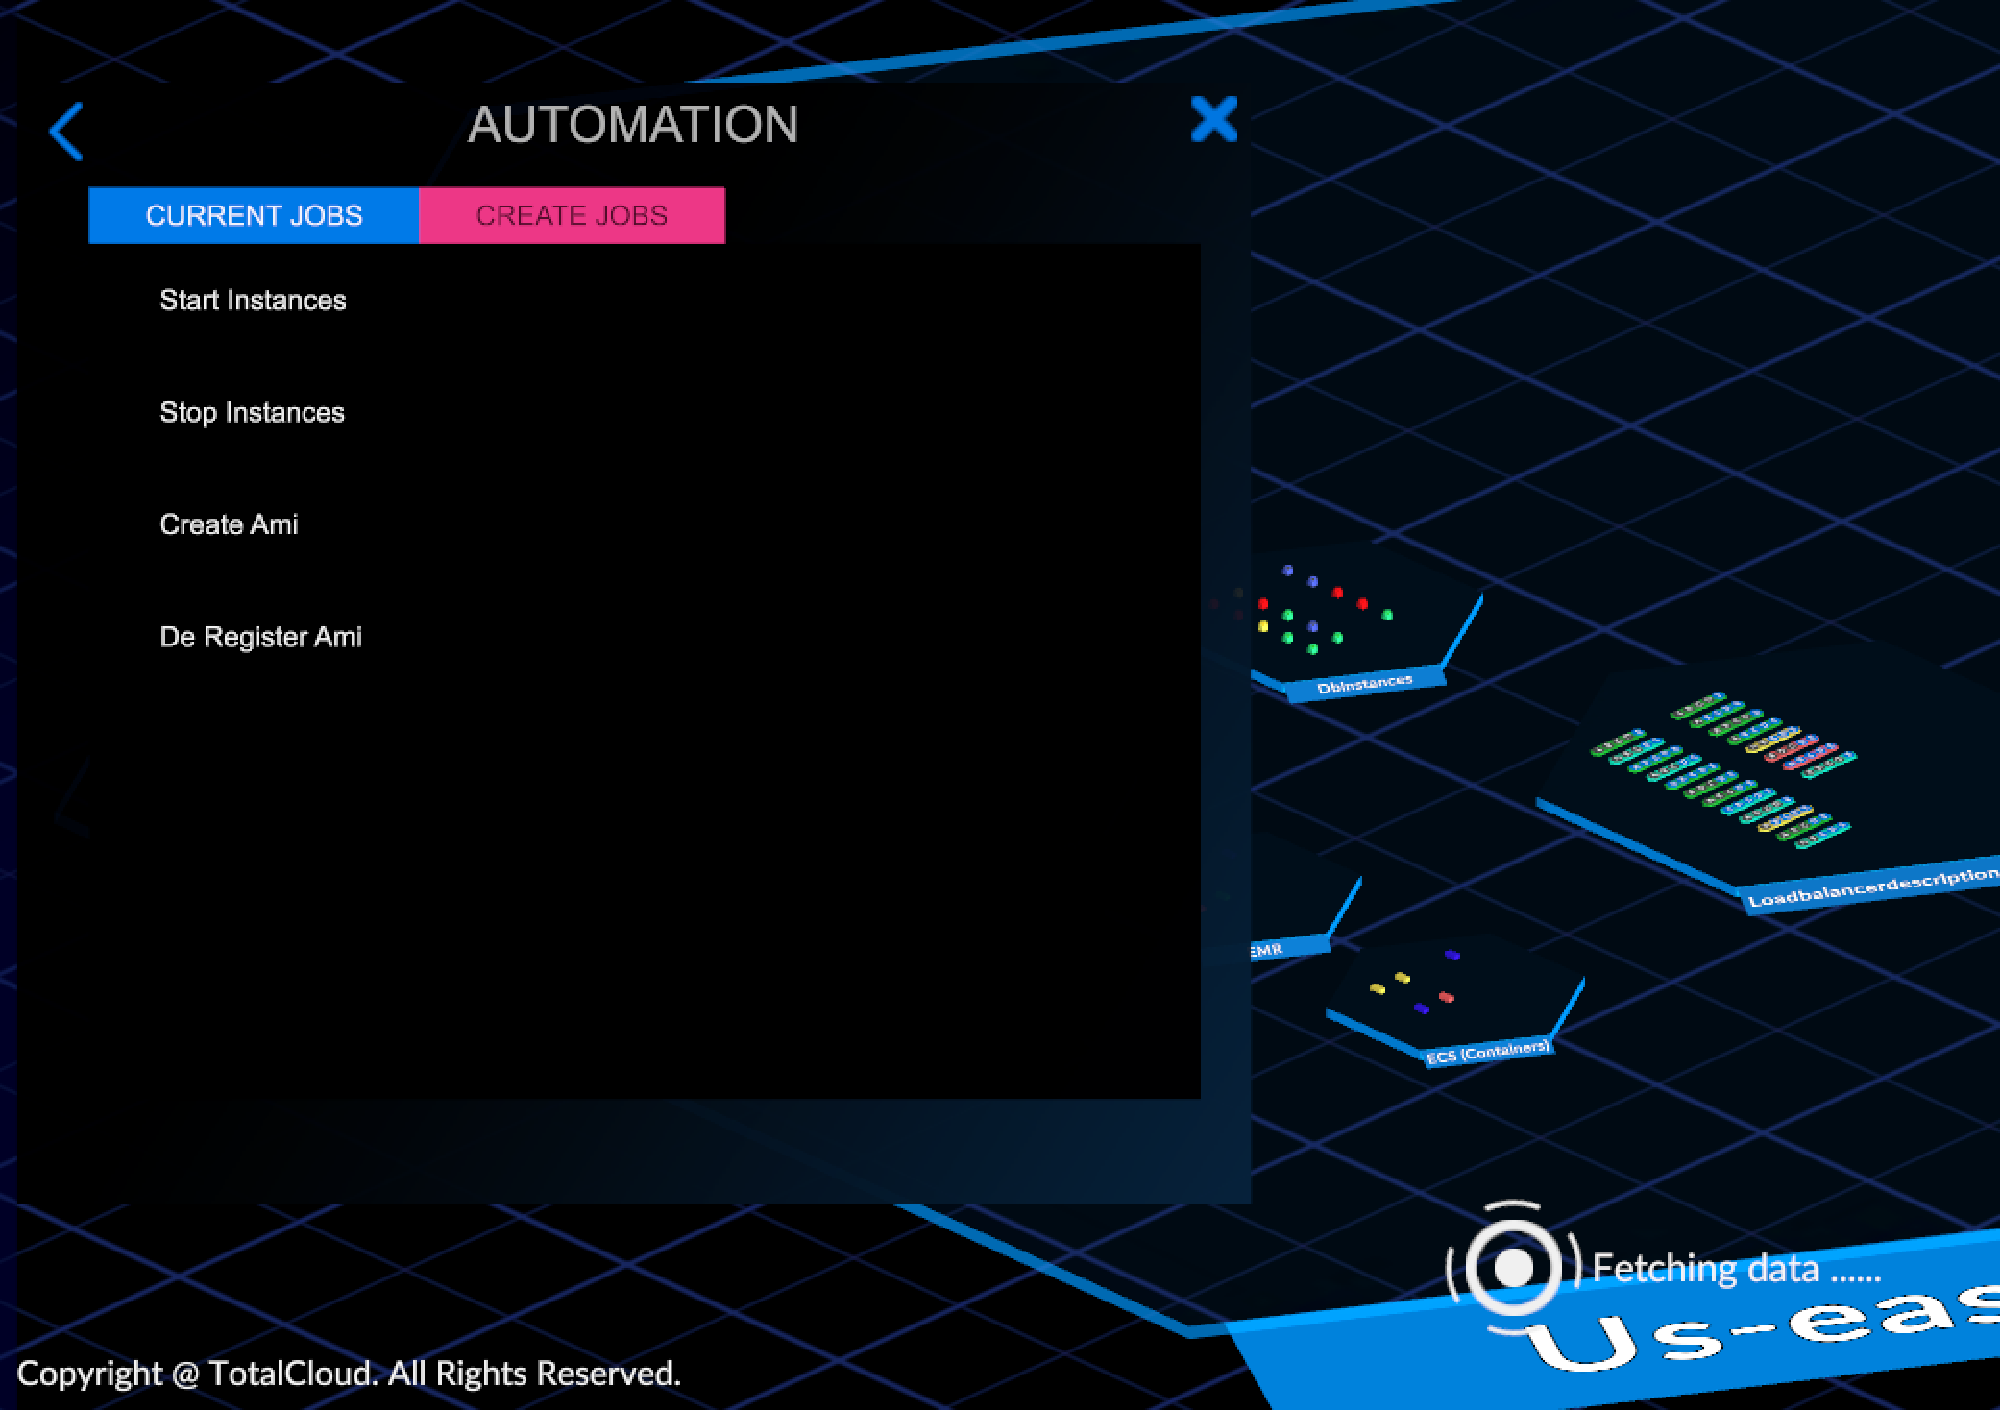 AUTOMATION
CURRENT JOBS
CREATE JOBS
Start Instances
Stop Instances
Create Ami
De Register Ami
DbInstances
Loadbalancerdescription
EMR
ECS (Containers)
Fetching data ......
Us-eas
Copyright @ TotalCloud. All Rights Reserved.